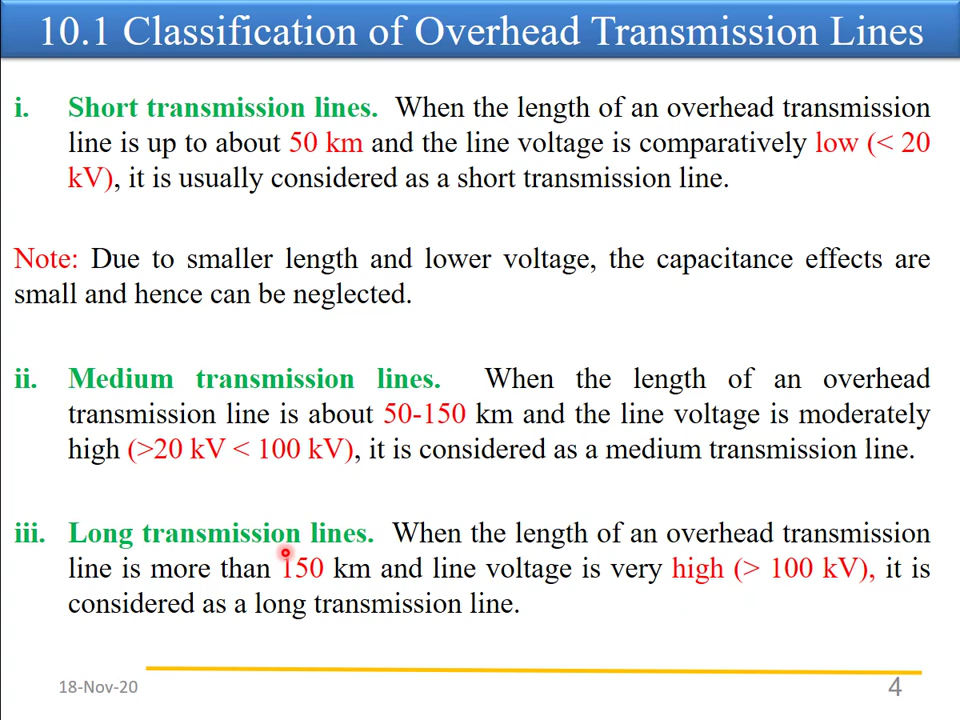 10.1 Classification of Overhead Transmission Lines
i. Short transmission lines. When the length of an overhead transmission
line is up to about 50 km and the line voltage is comparatively low (< 20
kV), it is usually considered as a short transmission line.
Note: Due to smaller length and lower voltage, the capacitance effects are
small and hence can be neglected.
ii. Medium transmission lines. When the length of an overhead
transmission line is about 50-150 km and the line voltage is moderately
high (>20 kV < 100 kV), it is considered as a medium transmission line.
iii. Long transmission lines. When the length of an overhead transmission
line is more than 150 km and line voltage is very high (> 100 kV), it is
considered as a long transmission line.
18-Nov-20
4